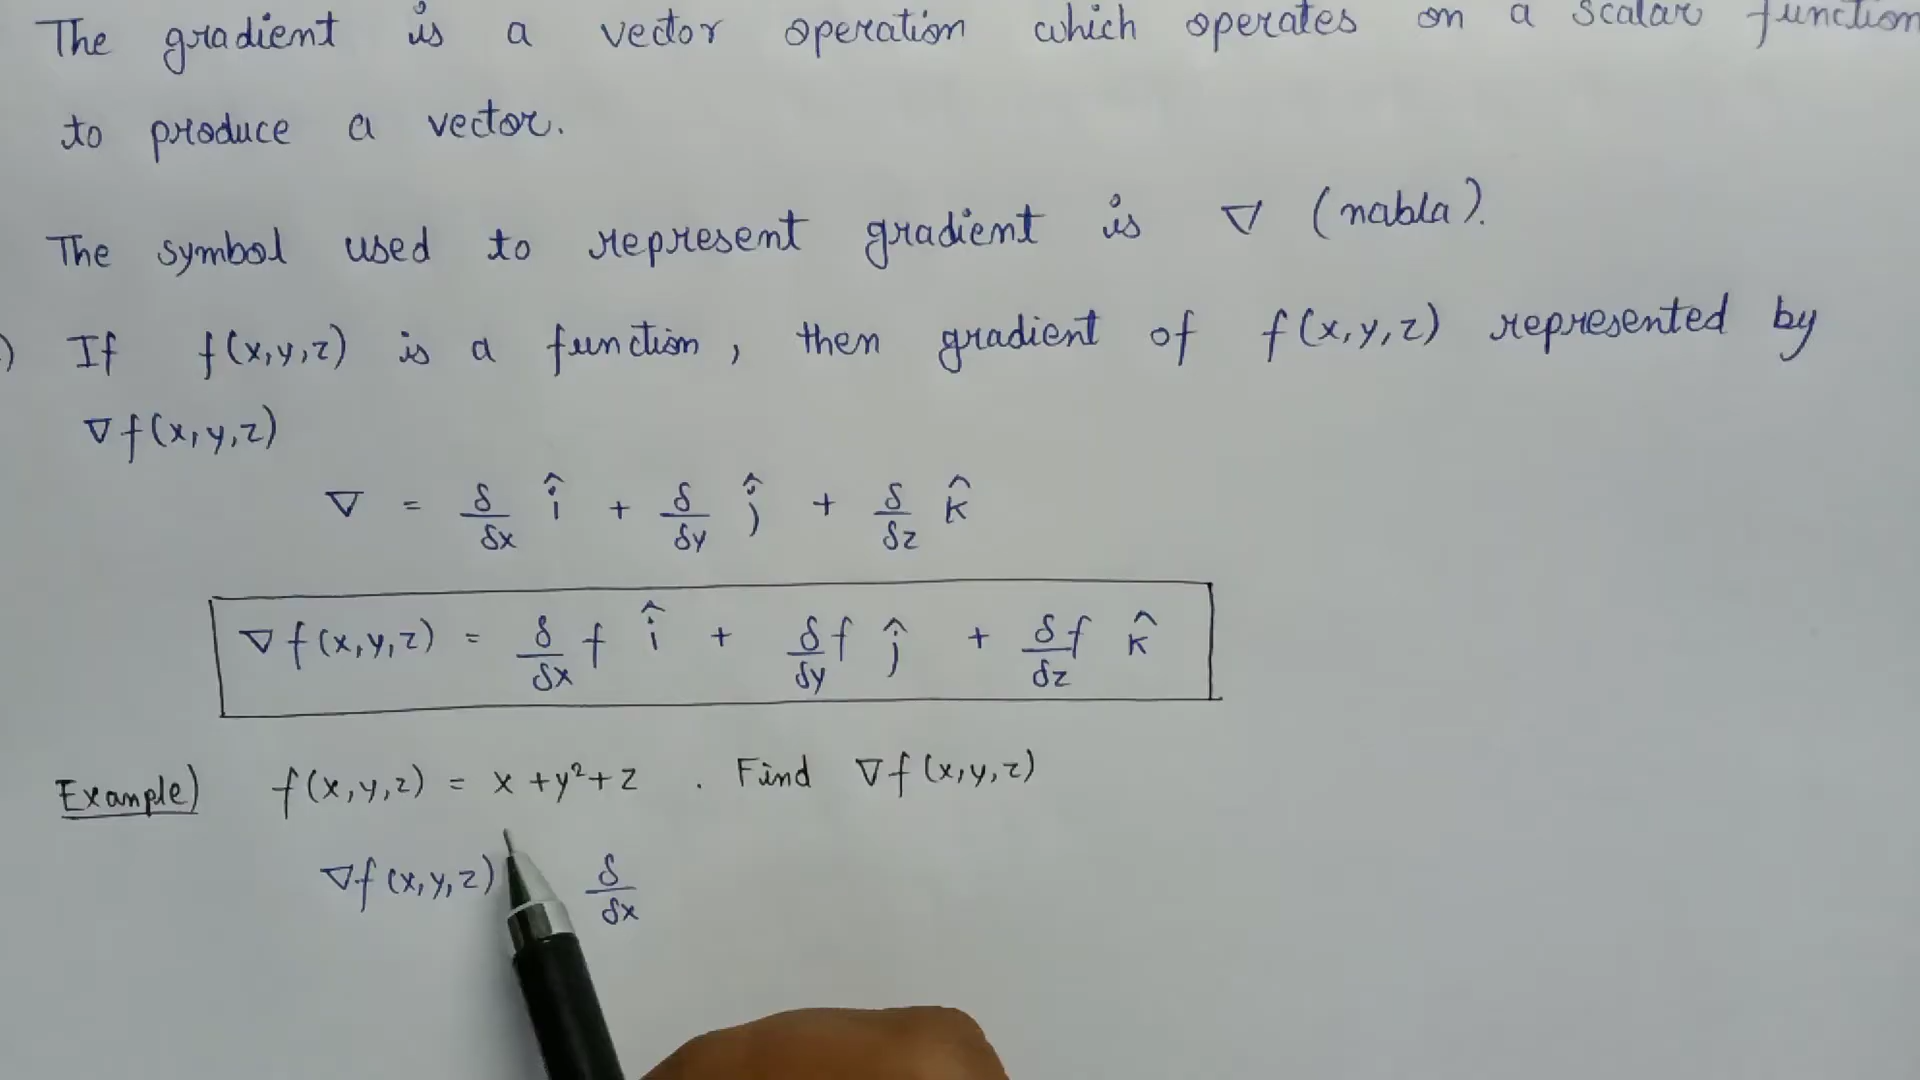 The gradient is a vector operation which operates on a scalar function
to produce a vector.
The symbol used to represent gradient is ∇ (nabla).
) If f(x,y,z) is a function, then gradient of f(x,y,z) represented by
∇f(x,y,z)
∇ = δ/δx î + δ/δy ĵ + δ/δz k̂
∇f(x,y,z) = δ/δx f î + δ/δy f ĵ + δ/δz f k̂
Example) f(x,y,z) = x + y² + z . Find ∇f(x,y,z)
∇f(x,y,z) δ/δx